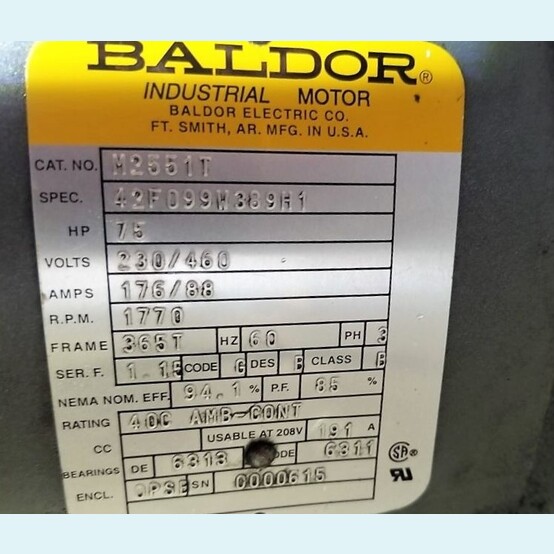 BALDOR®
INDUSTRIAL MOTOR
BALDOR ELECTRIC CO.
FT. SMITH, AR. MFG. IN U.S.A.
CAT. NO. M2551T
SPEC. 42F099W389H1
HP 75
VOLTS 230/460
AMPS 176/88
R.P.M. 1770
FRAME 365T HZ 60 PH 3
SER. F. 1.15 CODE G DES B CLASS B
NEMA NOM. EFF. 94.1 % P.F. 85 %
RATING 40C AMB-CONT
CC USABLE AT 208V 191 A
BEARINGS DE 6313 ODE 6311
ENCL. OPSB SN C000615
SA®